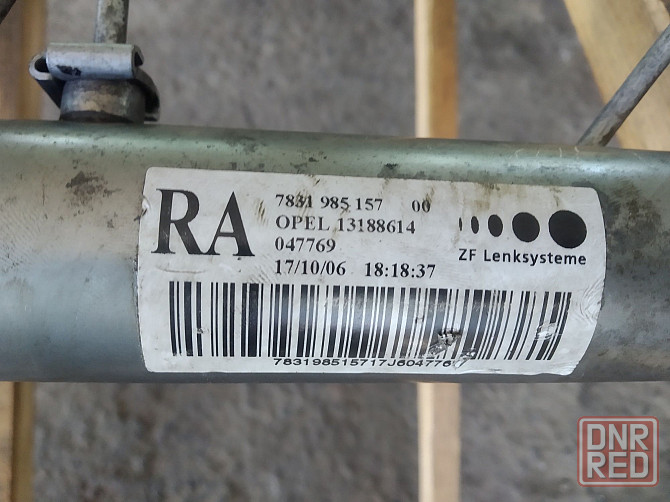 RA
7831 985 157 00
OPEL 13188614
047769
17/10/06 18:18:37
ZF Lenksysteme
783198515717J604776
DNR
RED